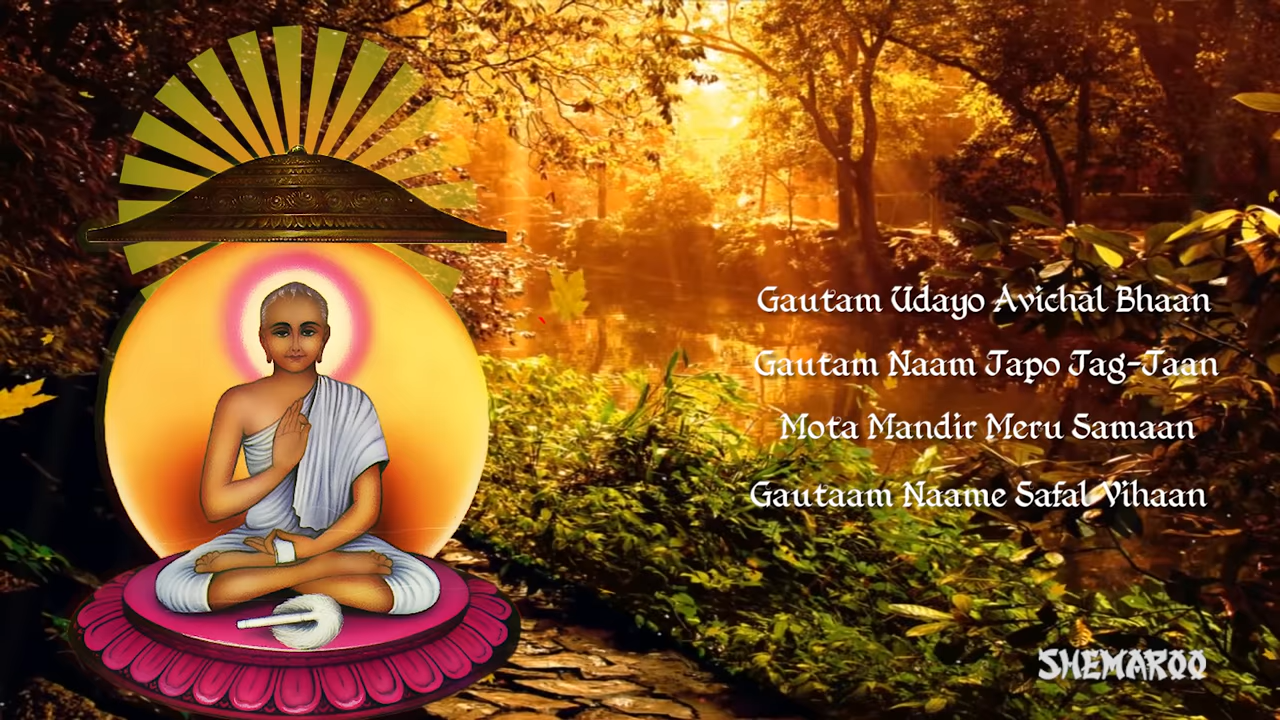 Gautam Udayo Avichal Bhaan
Gautam Naam Japo Jag-Jaan
Mota Mandir Meru Samaan
Gautaam Naame Safal Vihaan
SHEMAROO